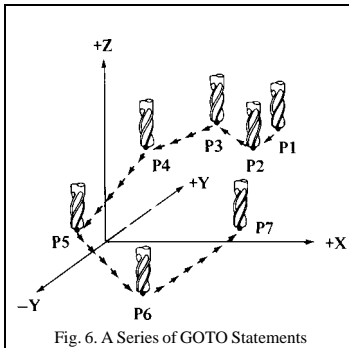 +Z
P3
P2
P1
P4
+Y
P5
P7
+X
−Y
P6
Fig. 6. A Series of GOTO Statements